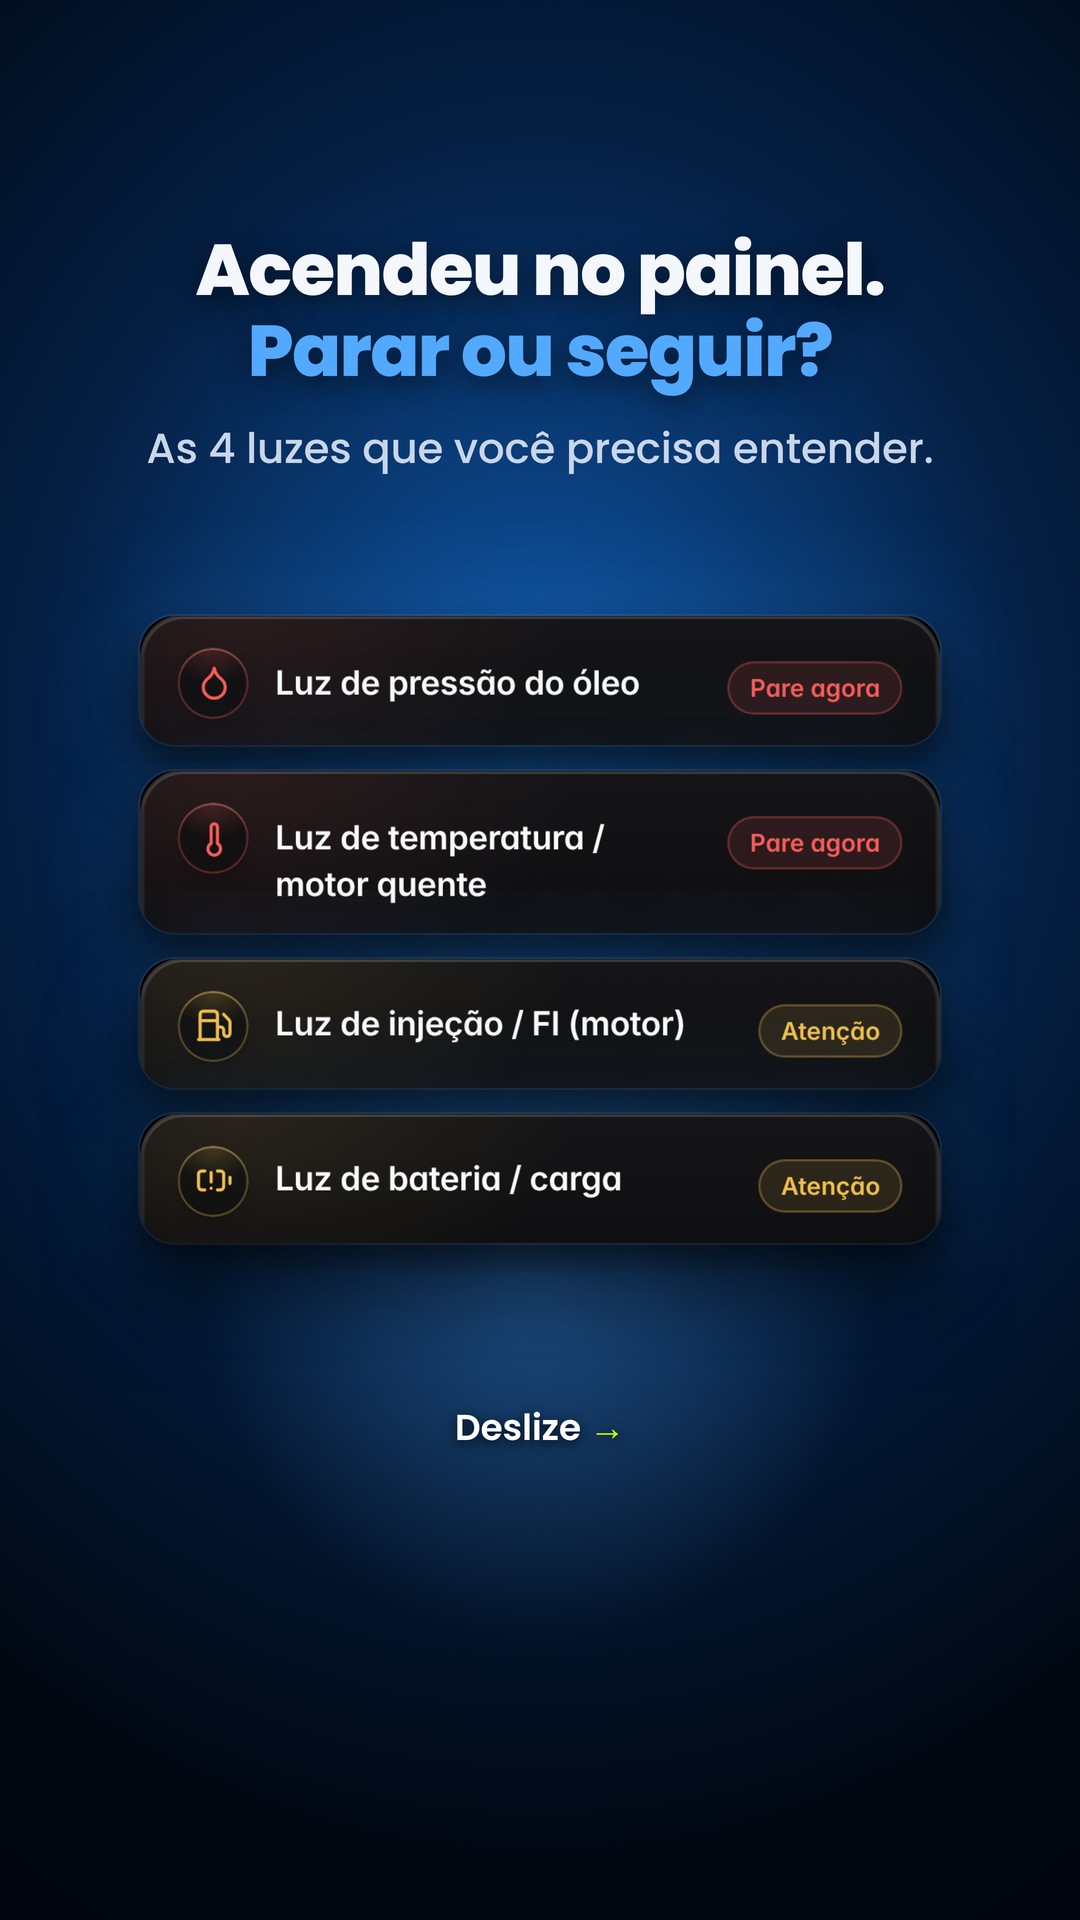 Acendeu no painel.
Parar ou seguir?
As 4 luzes que você precisa entender.
Luz de pressão do óleo
Pare agora
Luz de temperatura /
motor quente
Pare agora
Luz de injeção / FI (motor)
Atenção
Luz de bateria / carga
Atenção
Deslize →